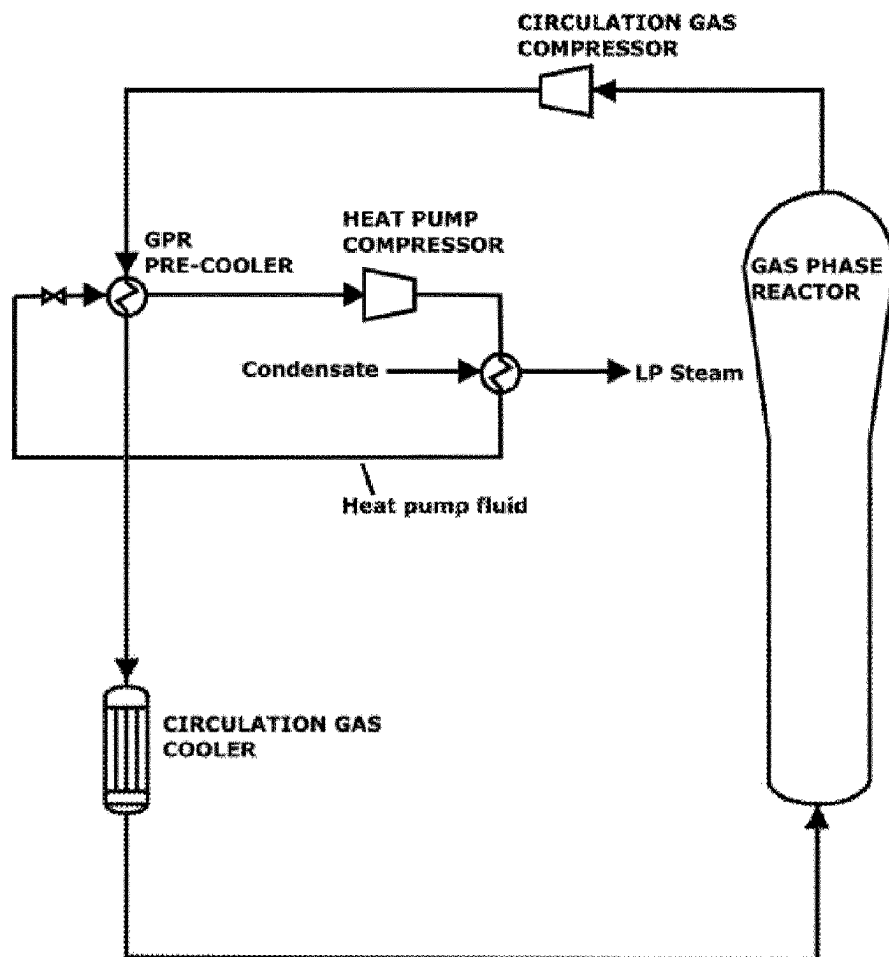 CIRCULATION GAS
COMPRESSOR
HEAT PUMP
COMPRESSOR
GPR
PRE-COOLER
GAS PHASE
REACTOR
Condensate
LP Steam
Heat pump fluid
CIRCULATION GAS
COOLER